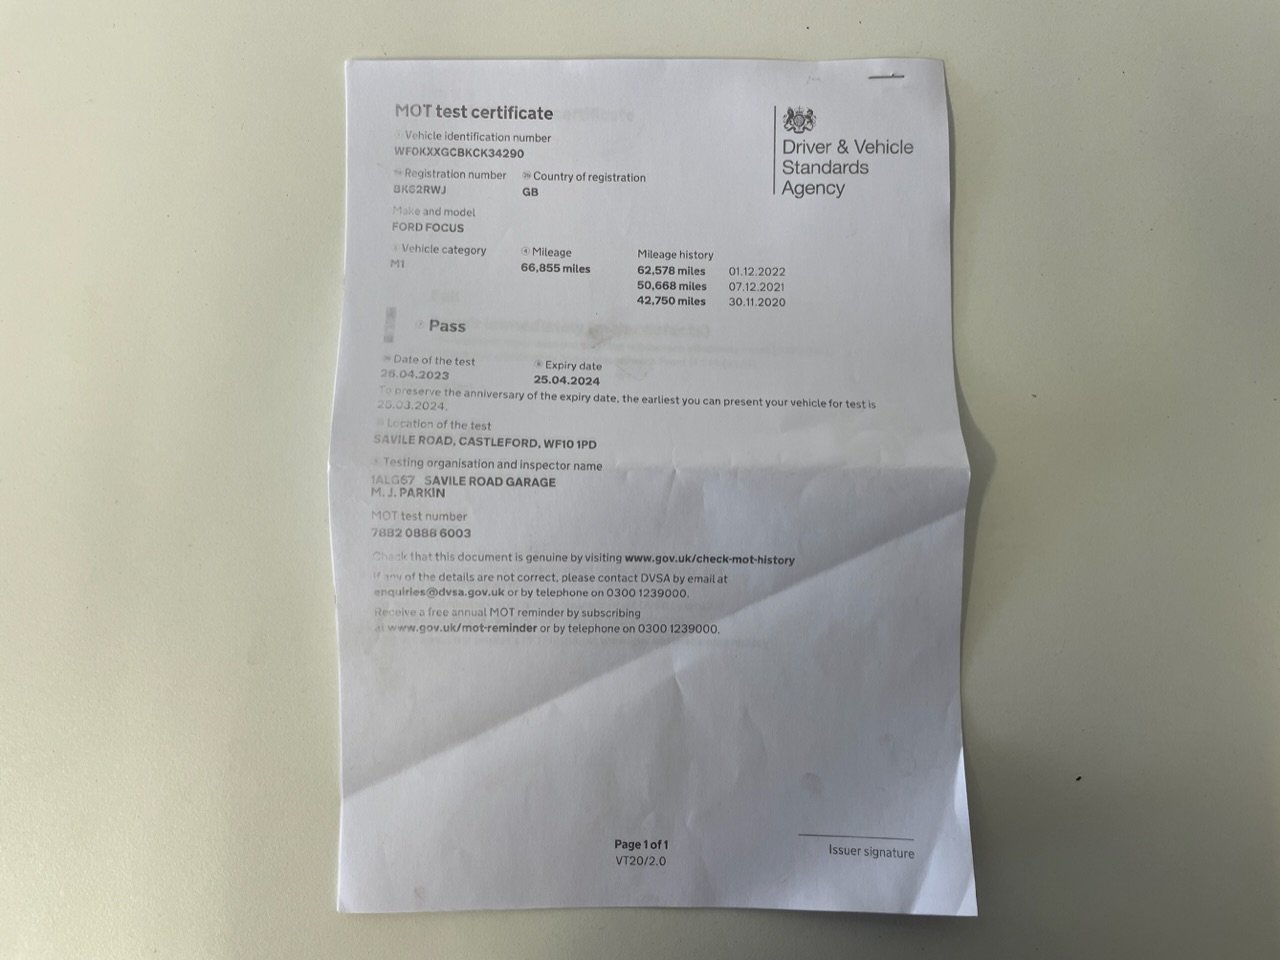 MOT test certificate
Vehicle identification number
WF0KXXGCBKCK34290
Registration number Country of registration
GB
Make and model
FORD FOCUS
Vehicle category Mileage Mileage history
M1 66,855 miles 62,578 miles 01.12.2022
50,668 miles 07.12.2021
42,750 miles 30.11.2020
Pass
Date of the test Expiry date
26.04.2023 25.04.2024
To preserve the anniversary of the expiry date, the earliest you can present your vehicle for test is
26.03.2024.
Location of the test
SAVILE ROAD, CASTLEFORD, WF10 1PD
Testing organisation and inspector name
SAVILE ROAD GARAGE
M. J. PARKIN
MOT test number
7882 0888 6003
Check that this document is genuine by visiting www.gov.uk/check-mot-history
If any of the details are not correct, please contact DVSA by email at
enquiries@dvsa.gov.uk or by telephone on 0300 1239000.
Receive a free annual MOT reminder by subscribing
at www.gov.uk/mot-reminder or by telephone on 0300 1239000.
Driver & Vehicle
Standards
Agency
Page 1 of 1
VT20/2.0
Issuer signature